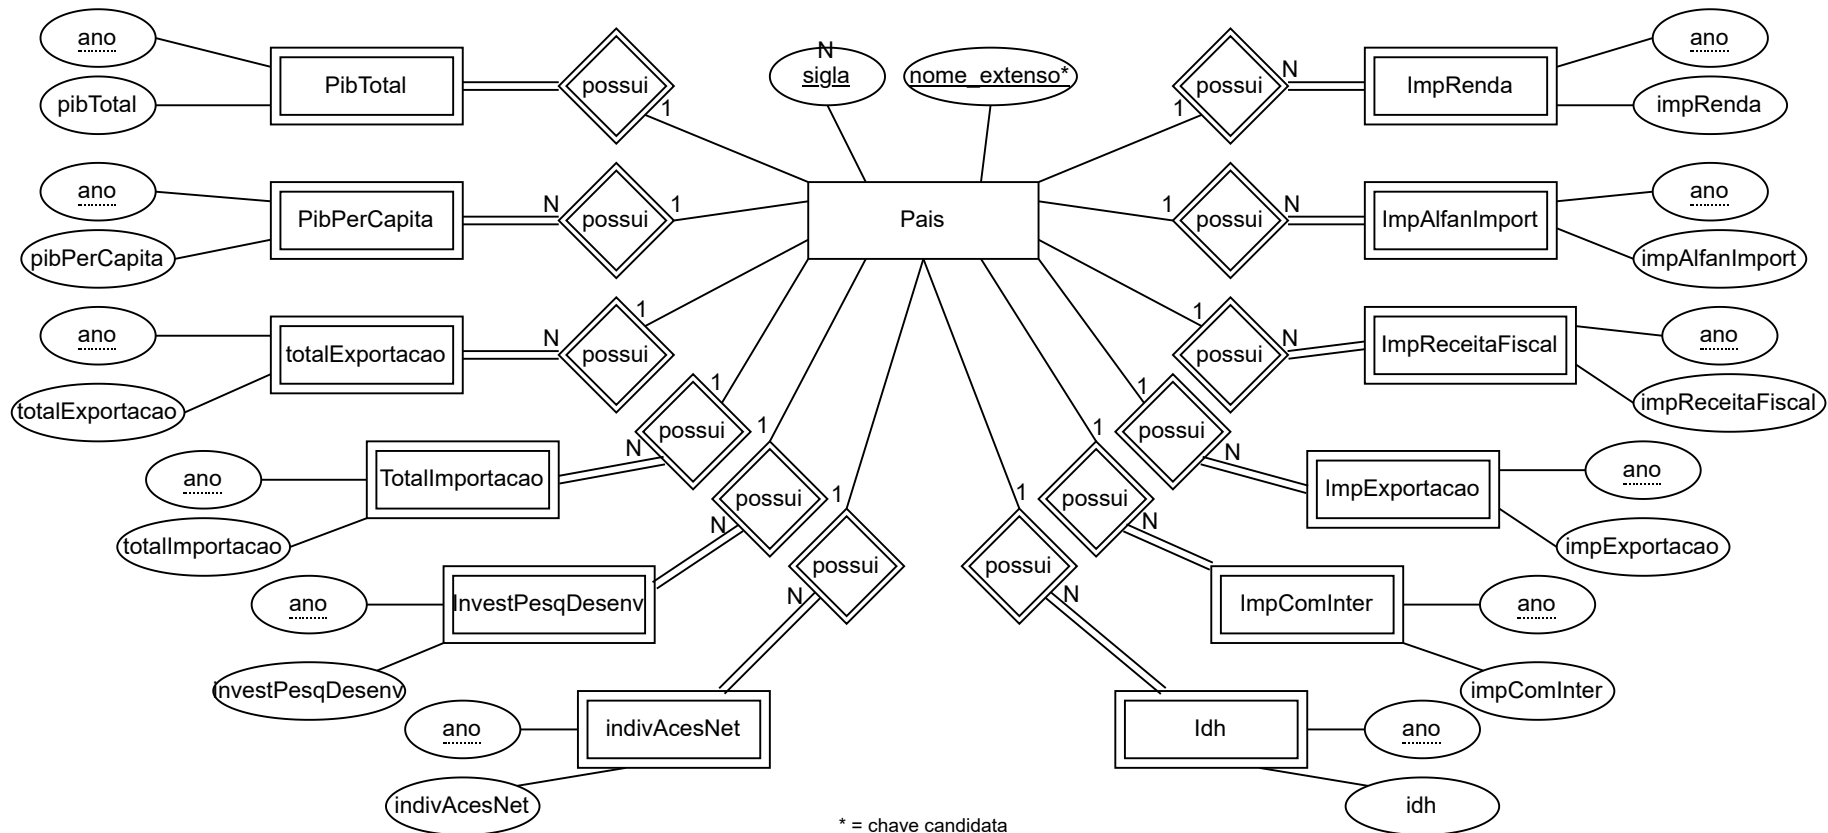 ano
PibTotal
possui
1
pibTotal
N
sigla
nome_extenso*
possui
N
1
ImpRenda
ano
impRenda
ano
PibPerCapita
N
possui
1
pibPerCapita
Pais
1
possui
N
ImpAlfanImport
ano
impAlfanImport
ano
totalExportacao
N
possui
1
totalExportacao
1
possui
N
ImpReceitaFiscal
ano
impReceitaFiscal
ano
TotalImportacao
N
possui
1
totalImportacao
1
possui
N
ImpExportacao
ano
impExportacao
ano
InvestPesqDesenv
N
possui
1
investPesqDesenv
1
possui
N
ImpComInter
ano
impComInter
ano
indivAcesNet
N
possui
1
indivAcesNet
1
possui
N
Idh
ano
idh
* = chave candidata